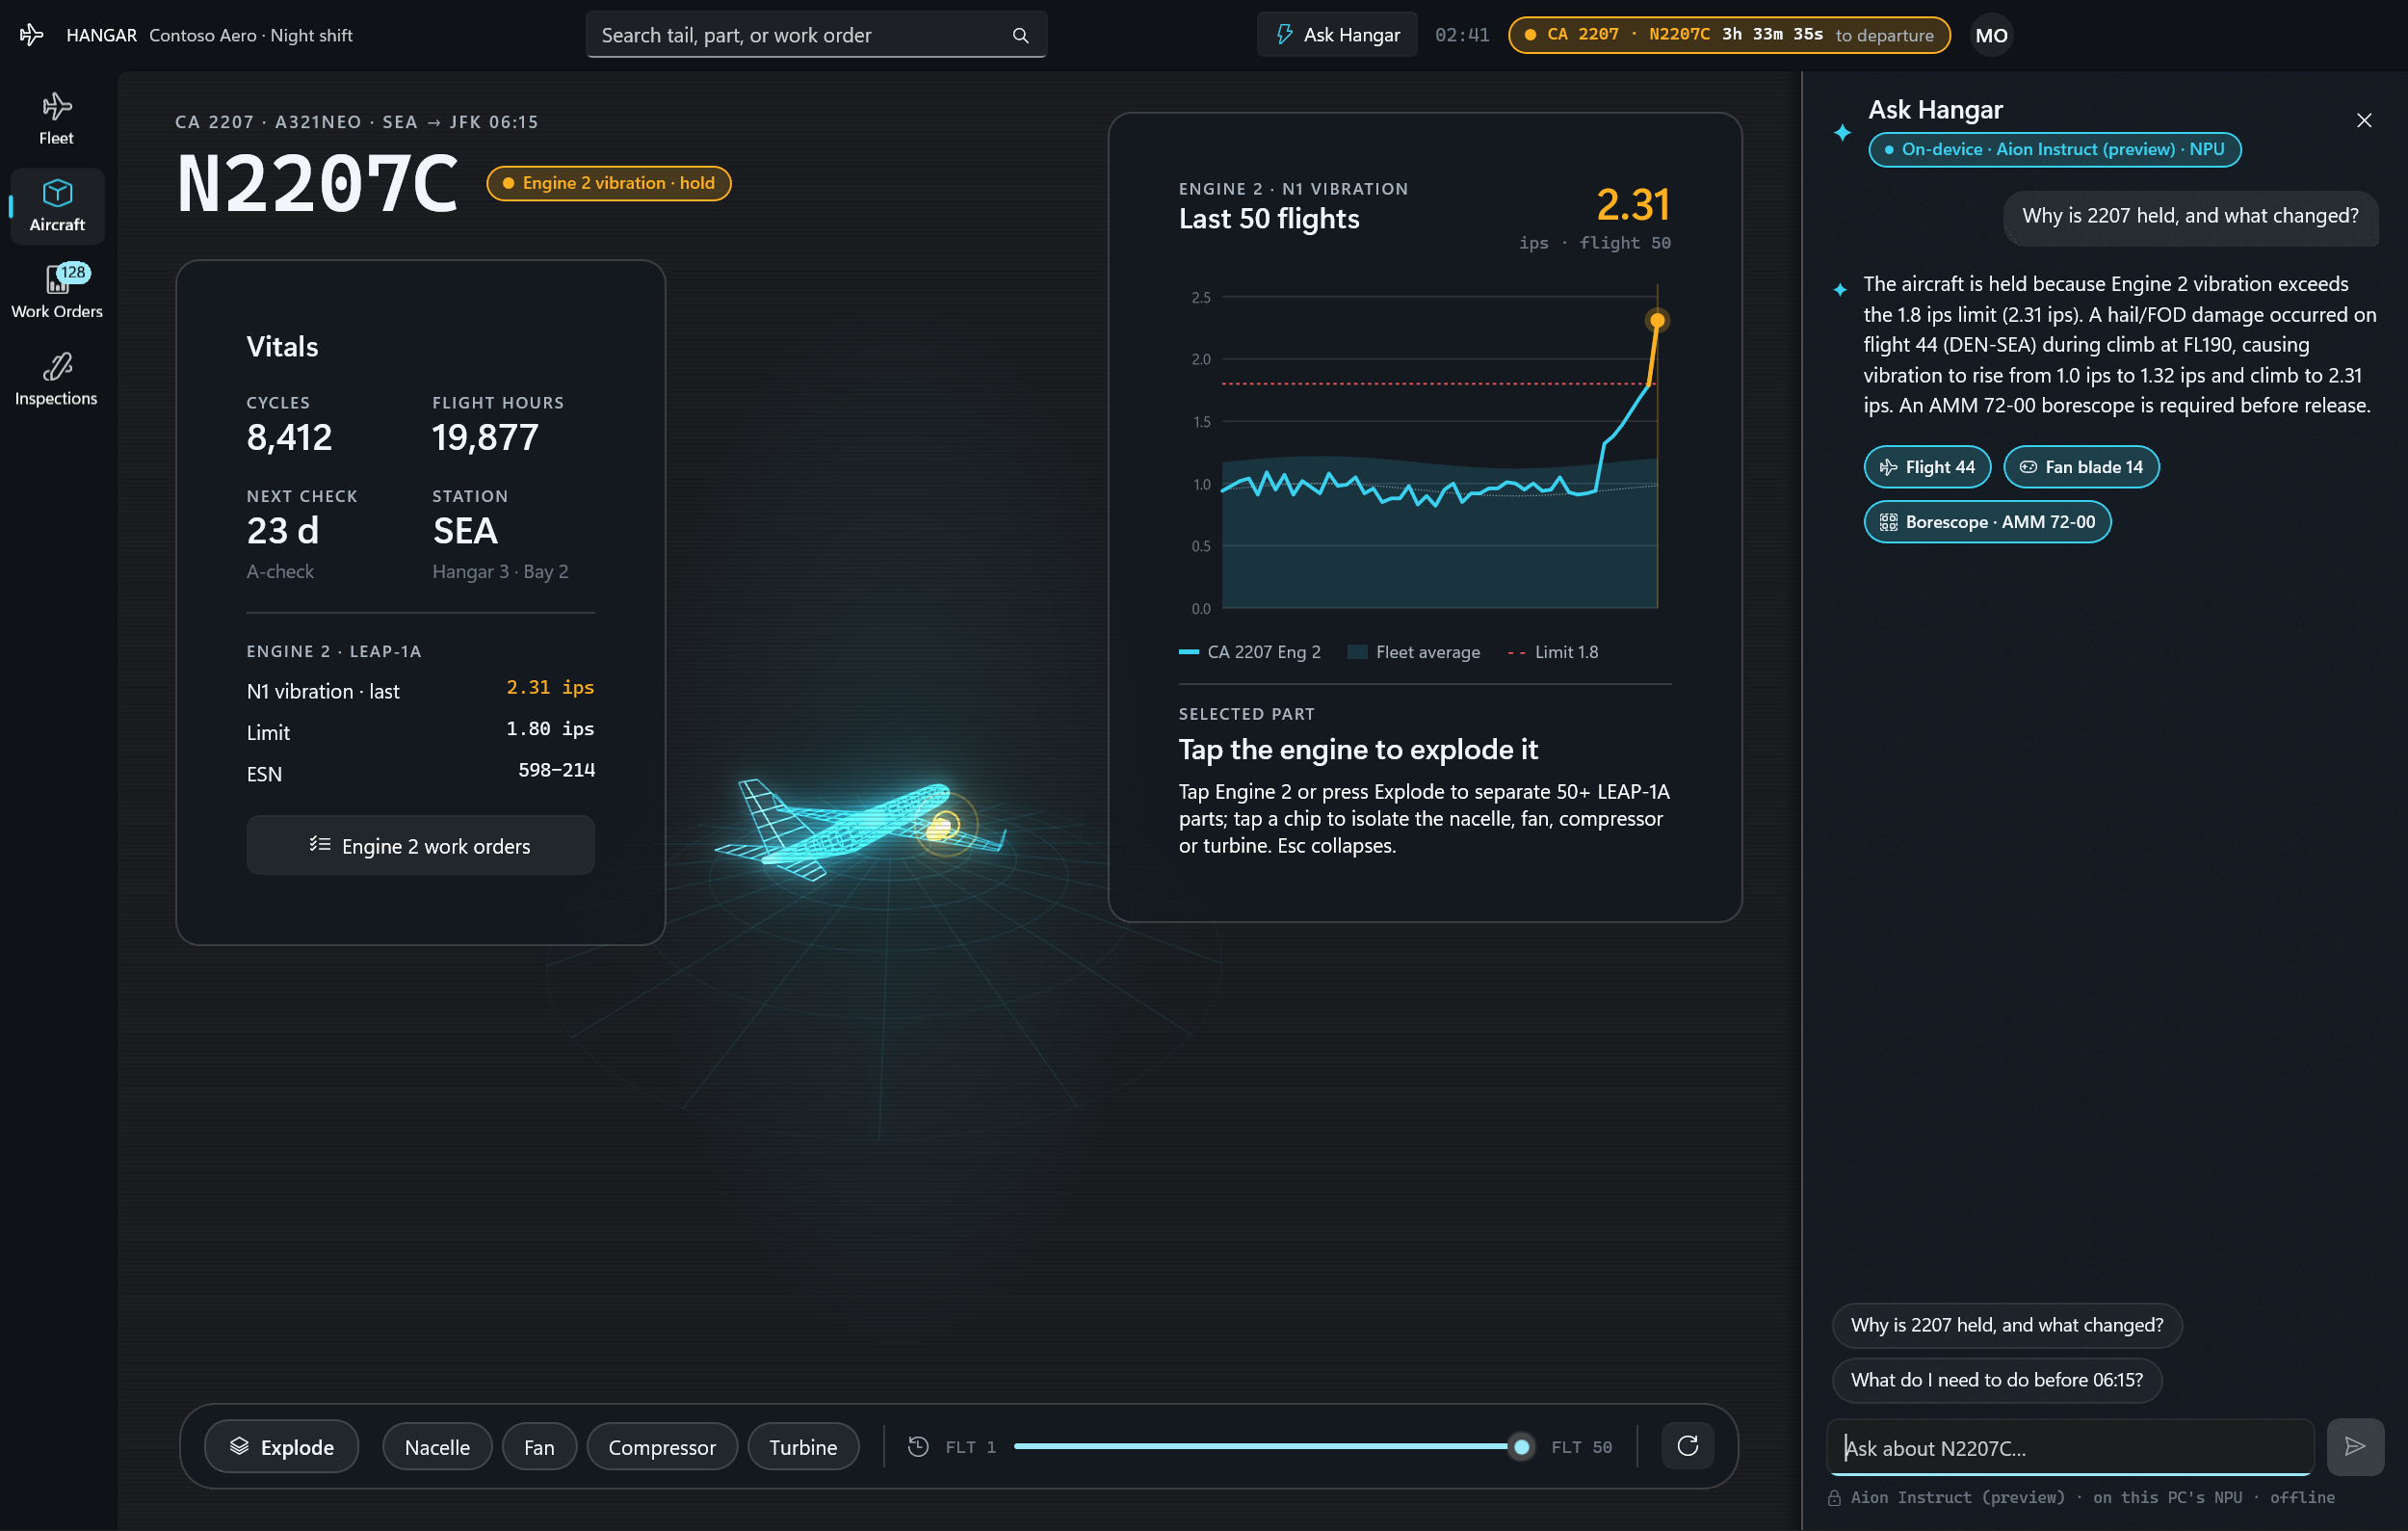 HANGAR Contoso Aero · Night shift
Search tail, part, or work order
Ask Hangar
02:41
CA 2207 · N2207C 3h 33m 35s to departure
MO
Fleet
Aircraft
128
Work Orders
Inspections
CA 2207 · A321NEO · SEA → JFK 06:15
N2207C
Engine 2 vibration · hold
Vitals
CYCLES
8,412
FLIGHT HOURS
19,877
NEXT CHECK
23 d
A-check
STATION
SEA
Hangar 3 · Bay 2
ENGINE 2 · LEAP-1A
N1 vibration · last 2.31 ips
Limit 1.80 ips
ESN 598-214
Engine 2 work orders
ENGINE 2 · N1 VIBRATION
Last 50 flights
2.31
ips · flight 50
2.5
2.0
1.5
1.0
0.5
0.0
CA 2207 Eng 2
Fleet average
Limit 1.8
SELECTED PART
Tap the engine to explode it
Tap Engine 2 or press Explode to separate 50+ LEAP-1A
parts; tap a chip to isolate the nacelle, fan, compressor
or turbine. Esc collapses.
Explode
Nacelle
Fan
Compressor
Turbine
FLT 1
FLT 50
Ask Hangar
On-device · Aion Instruct (preview) · NPU
Why is 2207 held, and what changed?
The aircraft is held because Engine 2 vibration exceeds
the 1.8 ips limit (2.31 ips). A hail/FOD damage occurred on
flight 44 (DEN-SEA) during climb at FL190, causing
vibration to rise from 1.0 ips to 1.32 ips and climb to 2.31
ips. An AMM 72-00 borescope is required before release.
Flight 44
Fan blade 14
Borescope · AMM 72-00
Why is 2207 held, and what changed?
What do I need to do before 06:15?
Ask about N2207C...
Aion Instruct (preview) · on this PC's NPU · offline